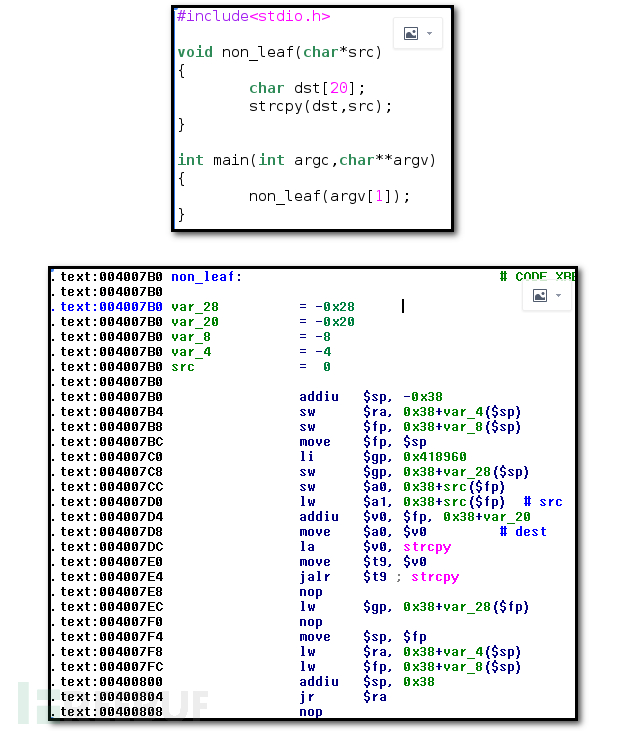 #include<stdio.h>
void non_leaf(char*src)
{
char dst[20];
strcpy(dst,src);
}
int main(int argc,char**argv)
{
non_leaf(argv[1]);
}
.text:004007B0 non_leaf: # CODE
.text:004007B0
.text:004007B0 var_28 = -0x28
.text:004007B0 var_20 = -0x20
.text:004007B0 var_8 = -8
.text:004007B0 var_4 = -4
.text:004007B0 src = 0
.text:004007B0
.text:004007B0 addiu $sp, -0x38
.text:004007B4 sw $ra, 0x38+var_4($sp)
.text:004007B8 sw $fp, 0x38+var_8($sp)
.text:004007BC move $fp, $sp
.text:004007C0 li $gp, 0x418960
.text:004007C8 sw $gp, 0x38+var_28($sp)
.text:004007CC sw $a0, 0x38+src($fp)
.text:004007D0 lw $a1, 0x38+src($fp) # src
.text:004007D4 addiu $v0, $fp, 0x38+var_20
.text:004007D8 move $a0, $v0 # dest
.text:004007DC la $v0, strcpy
.text:004007E0 move $t9, $v0
.text:004007E4 jalr $t9 ; strcpy
.text:004007E8 nop
.text:004007EC lw $gp, 0x38+var_28($fp)
.text:004007F0 nop
.text:004007F4 move $sp, $fp
.text:004007F8 lw $ra, 0x38+var_4($sp)
.text:004007FC lw $fp, 0x38+var_8($sp)
.text:00400800 addiu $sp, 0x38
.text:00400804 jr $ra
.text:00400808 nop